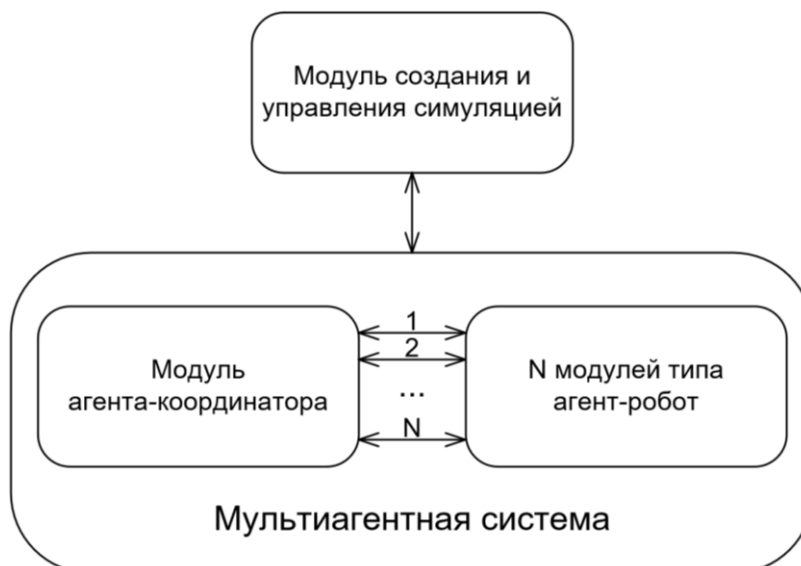 Модуль создания и
управления симуляцией
1
2
...
N
Модуль
агента-координатора
N модулей типа
агент-робот
Мультиагентная система